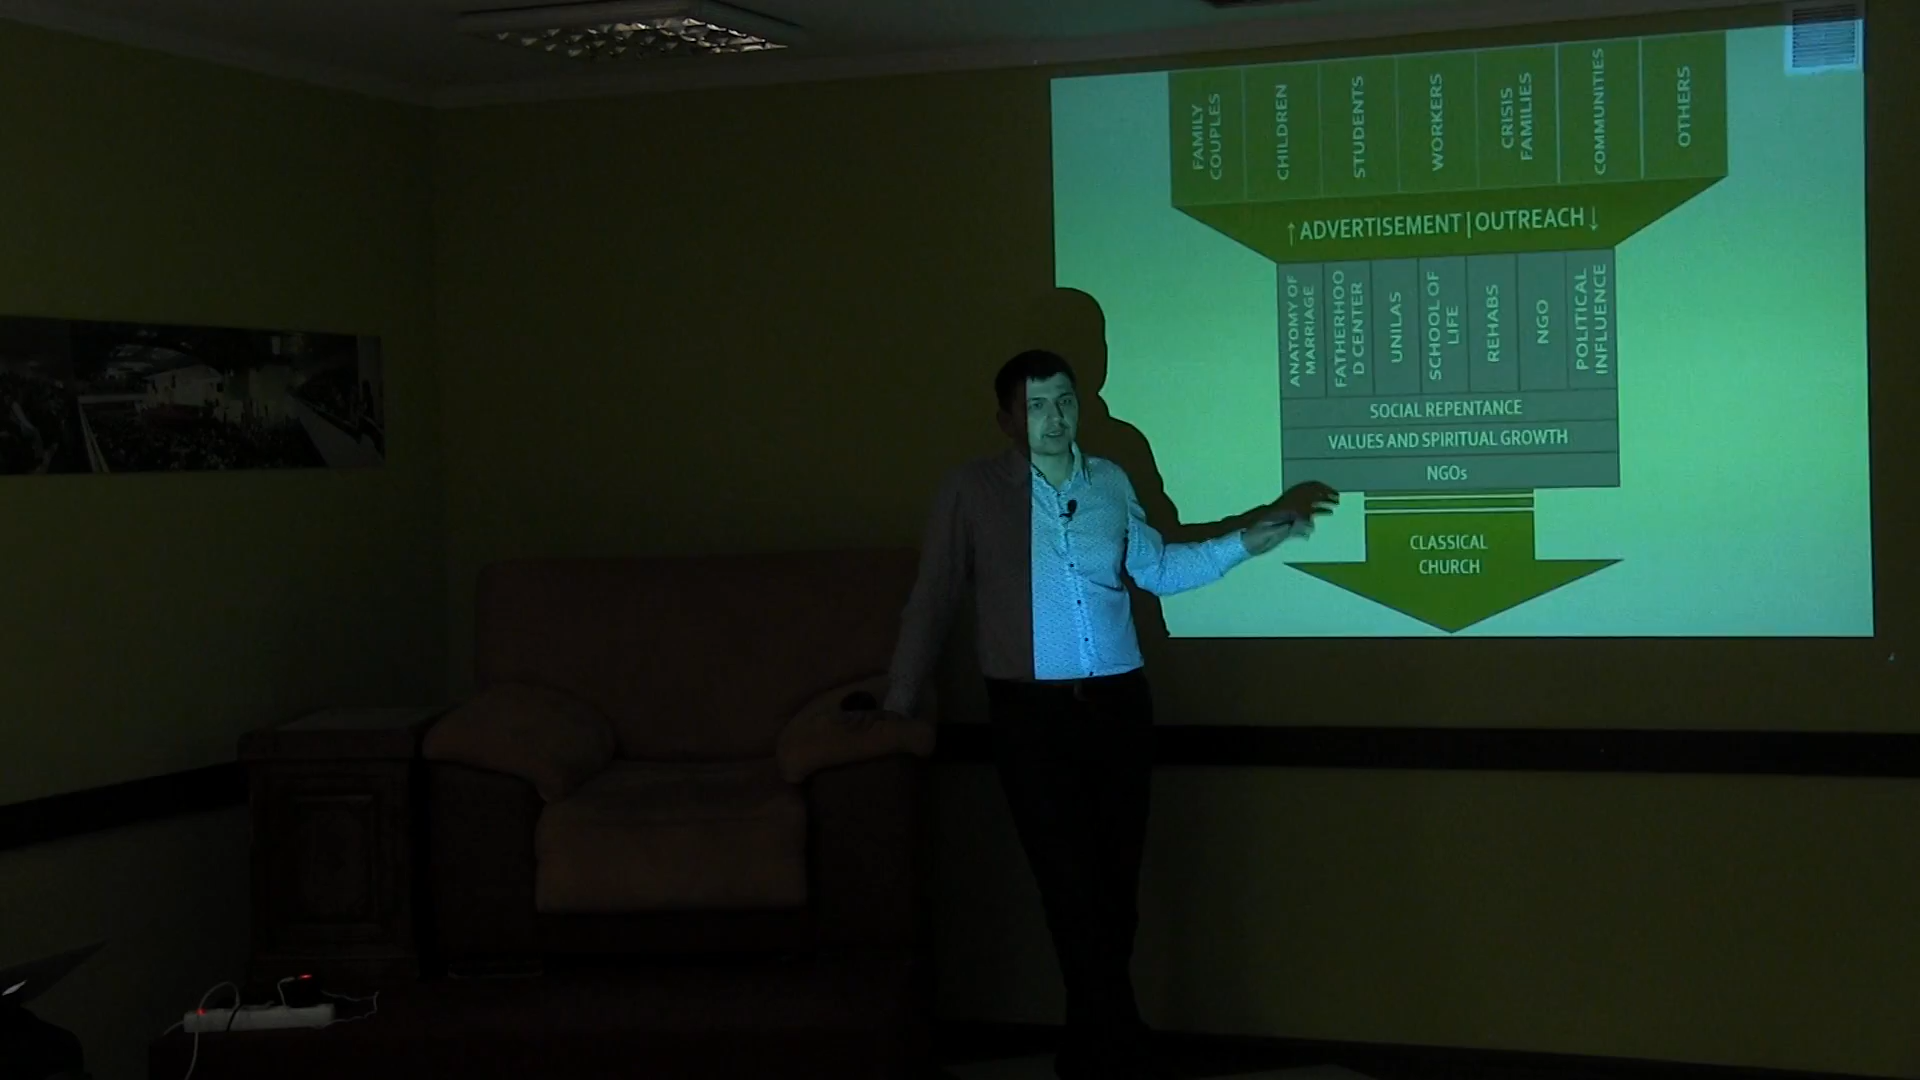 FAMILY
COUPLES
CHILDREN
STUDENTS
WORKERS
CRISIS
FAMILIES
COMMUNITIES
OTHERS
↑ADVERTISEMENT|OUTREACH↓
ANATOMY OF
MARRIAGE
FATHERHOO
D CENTER
UNILAS
SCHOOL OF
LIFE
REHABS
NGO
POLITICAL
INFLUENCE
SOCIAL REPENTANCE
VALUES AND SPIRITUAL GROWTH
NGOs
CLASSICAL
CHURCH